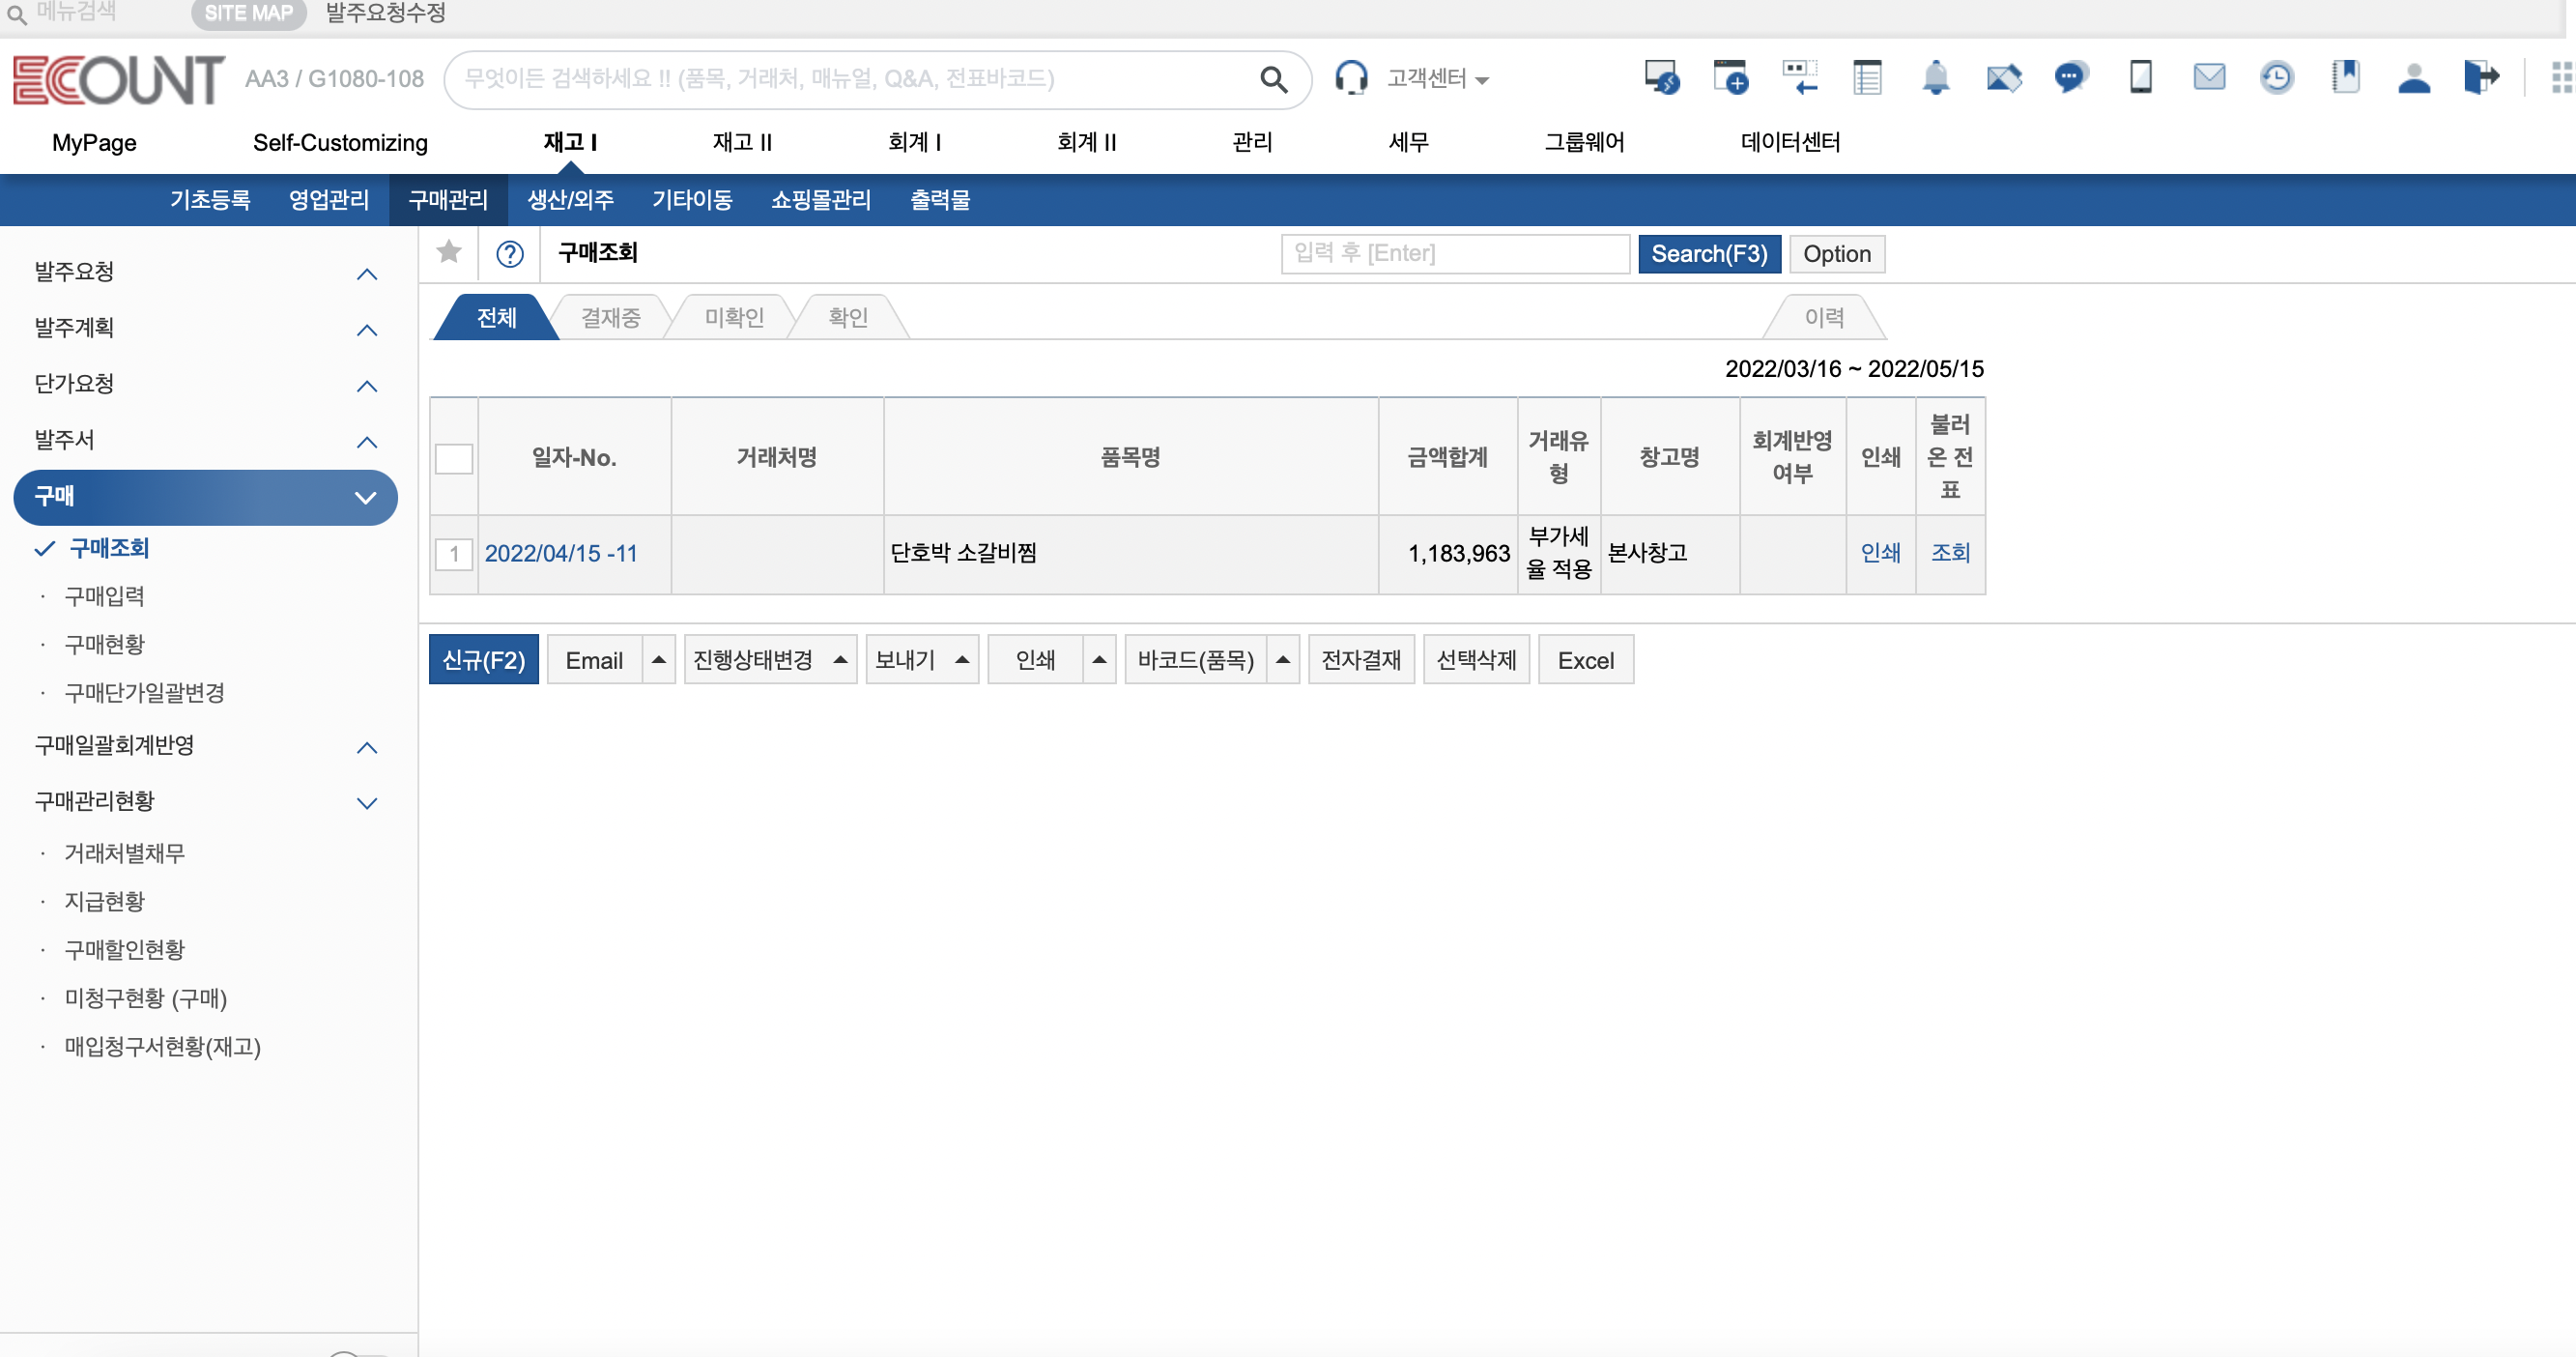 메뉴검색 SITE MAP 발주요청수정
ECOUNT AA3 / G1080-108 무엇이든 검색하세요 !! (품목, 거래처, 매뉴얼, Q&A, 전표바코드) 고객센터
MyPage Self-Customizing 재고 I 재고 II 회계 I 회계 II 관리 세무 그룹웨어 데이터센터
기초등록 영업관리 구매관리 생산/외주 기타이동 쇼핑몰관리 출력물
발주요청
발주계획
단가요청
발주서
구매
구매조회
구매입력
구매현황
구매단가일괄변경
구매일괄회계반영
구매관리현황
거래처별채무
지급현황
구매할인현황
미청구현황 (구매)
매입청구서현황(재고)
구매조회 입력 후 [Enter] Search(F3) Option
전체 결재중 미확인 확인 이력
2022/03/16 ~ 2022/05/15
일자-No. 거래처명 품목명 금액합계 거래유형 창고명 회계반영여부 인쇄 불러온 전표
1 2022/04/15 -11 단호박 소갈비찜 1,183,963 부가세율 적용 본사창고 인쇄 조회
신규(F2) Email 진행상태변경 보내기 인쇄 바코드(품목) 전자결재 선택삭제 Excel